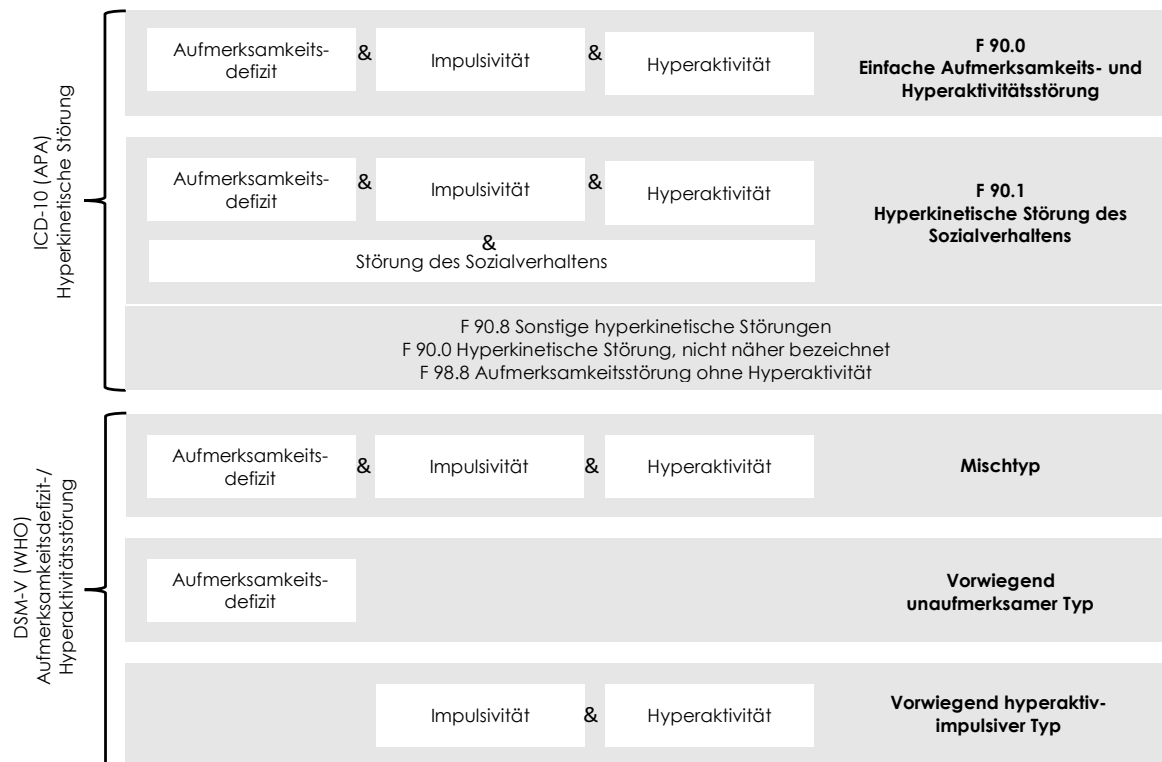 ICD-10 (APA)
Hyperkinetische Störung
Aufmerksamkeits-
defizit
&
Impulsivität
&
Hyperaktivität
F 90.0
Einfache Aufmerksamkeits- und
Hyperaktivitätsstörung
Aufmerksamkeits-
defizit
&
Impulsivität
&
Hyperaktivität
&
Störung des Sozialverhaltens
F 90.1
Hyperkinetische Störung des
Sozialverhaltens
F 90.8 Sonstige hyperkinetische Störungen
F 90.0 Hyperkinetische Störung, nicht näher bezeichnet
F 98.8 Aufmerksamkeitsstörung ohne Hyperaktivität
DSM-V (WHO)
Aufmerksamkeitsdefizit-/
Hyperaktivitätsstörung
Aufmerksamkeits-
defizit
&
Impulsivität
&
Hyperaktivität
Mischtyp
Aufmerksamkeits-
defizit
Vorwiegend
unaufmerksamer Typ
Impulsivität
&
Hyperaktivität
Vorwiegend hyperaktiv-
impulsiver Typ